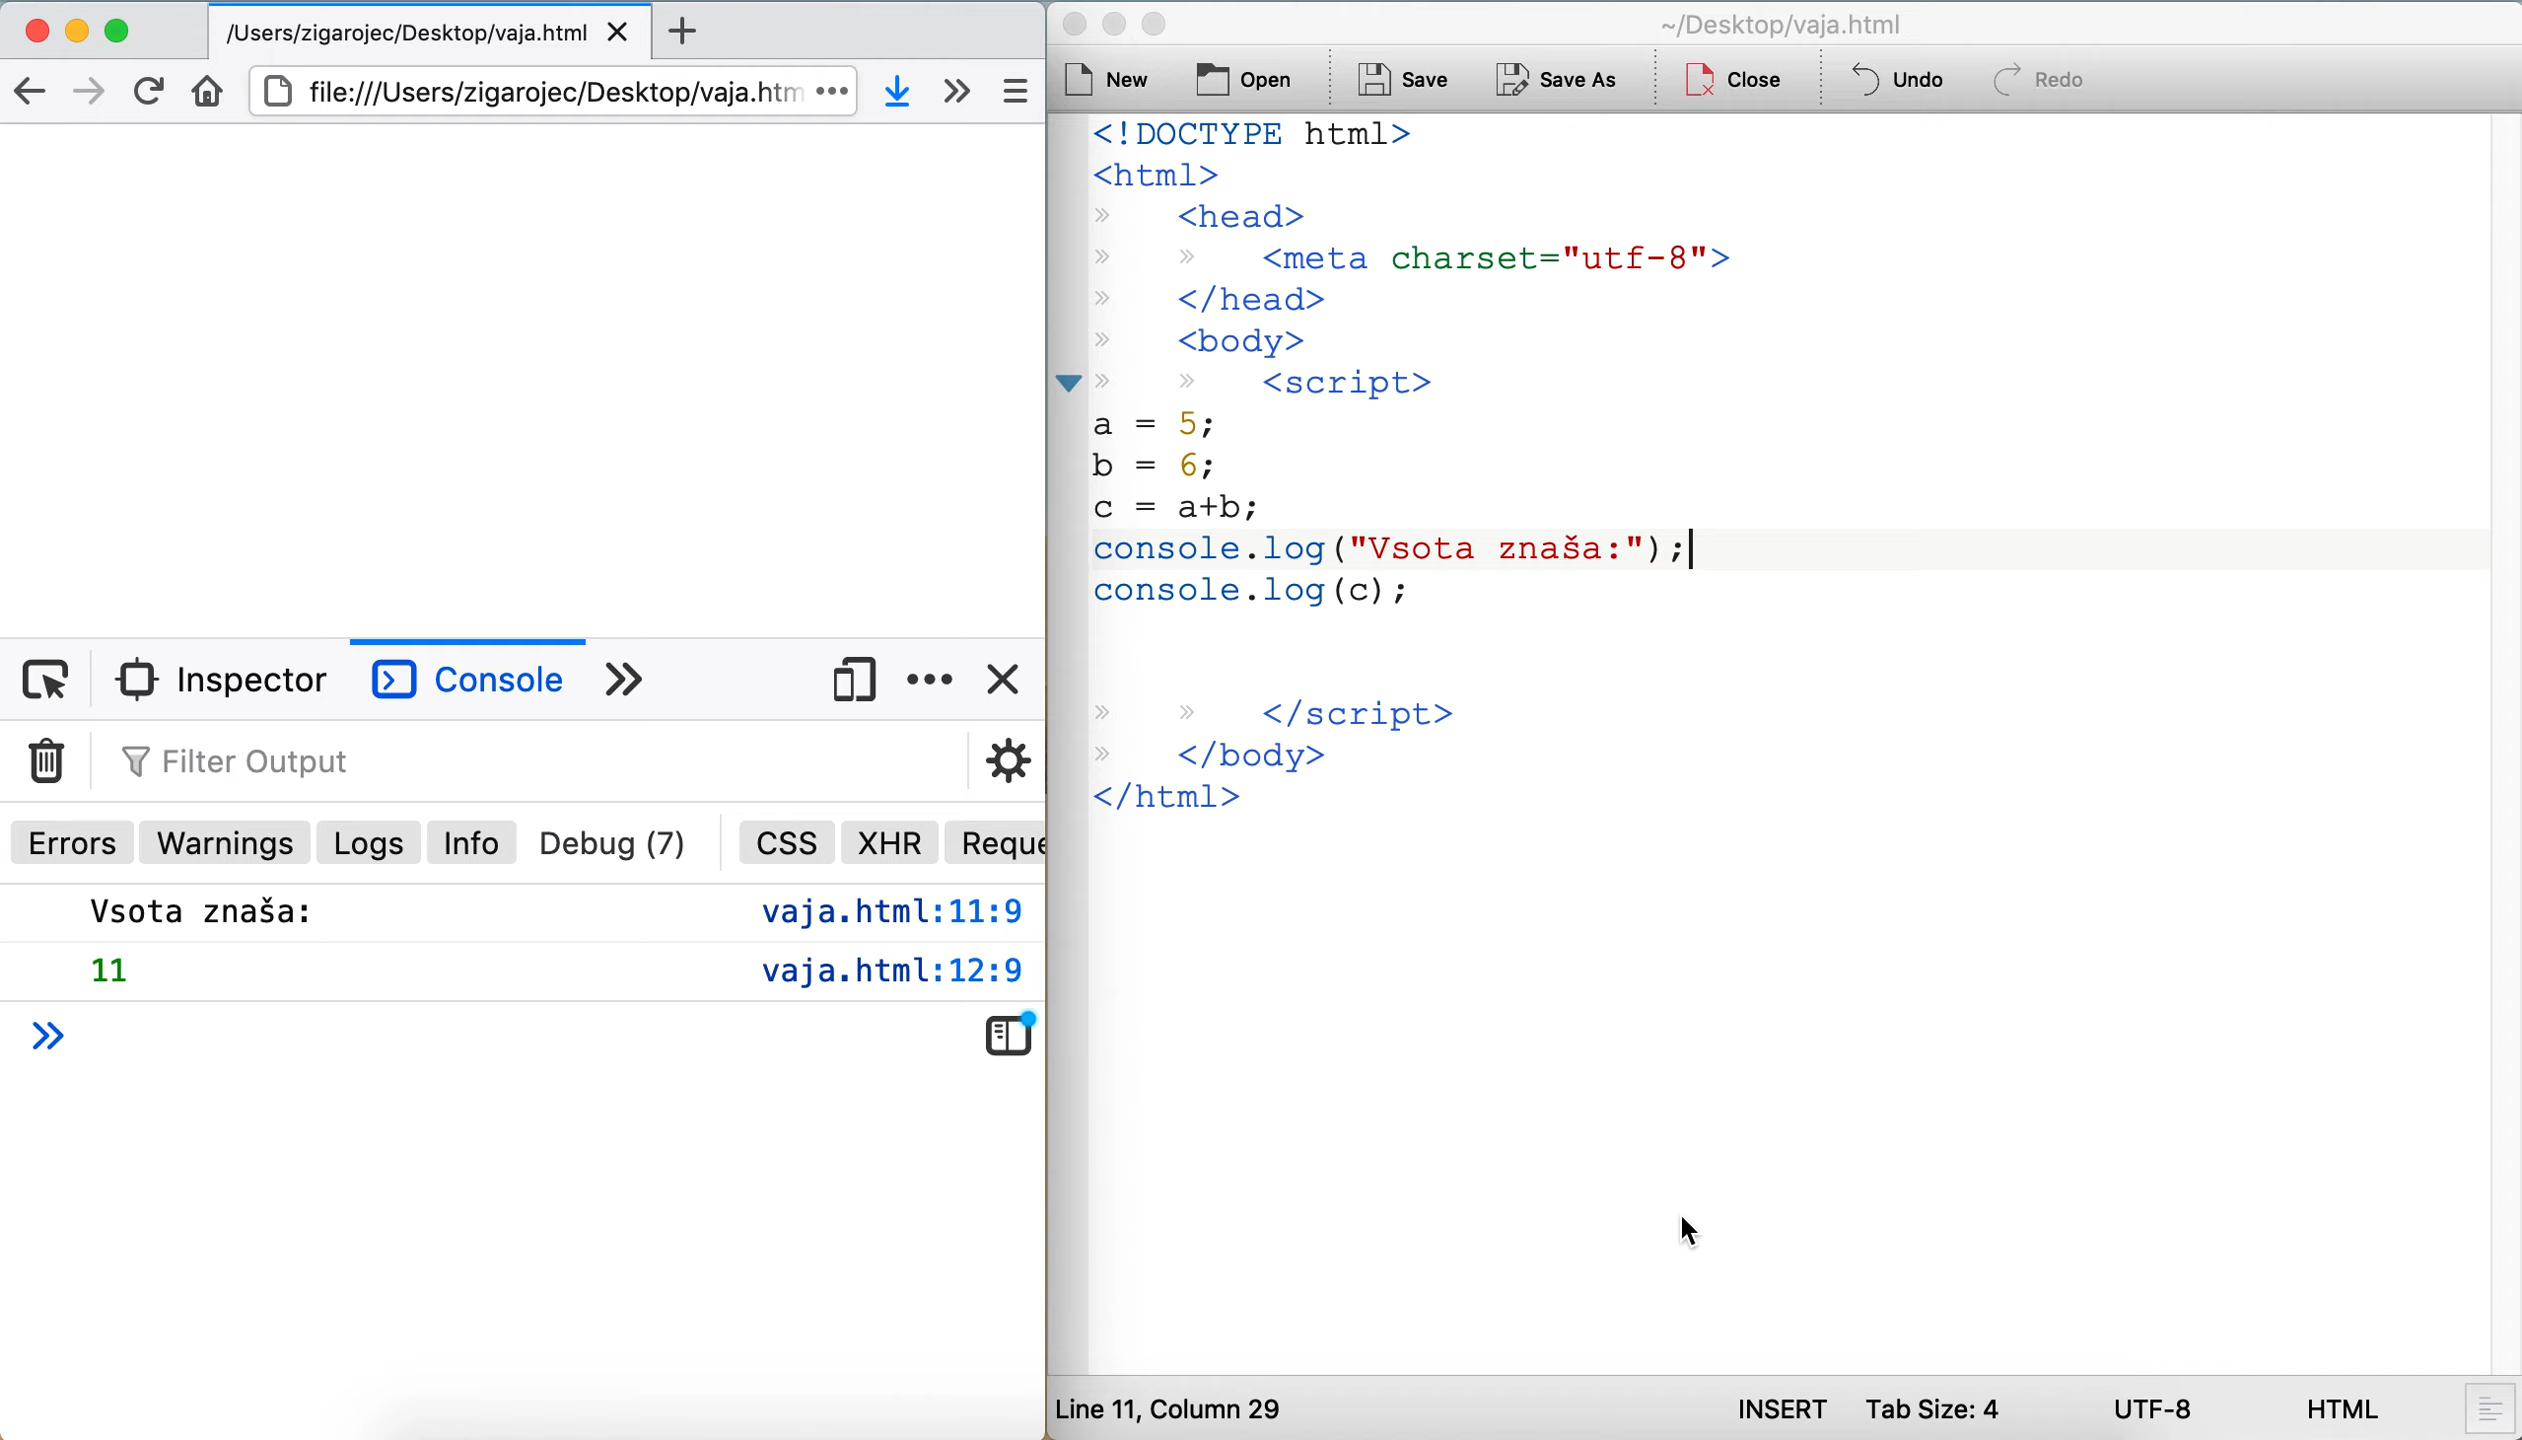 /Users/zigarojec/Desktop/vaja.html
file:///Users/zigarojec/Desktop/vaja.htm
Inspector Console
Filter Output
Errors Warnings Logs Info Debug (7) CSS XHR Reque
Vsota znaša: vaja.html:11:9
11 vaja.html:12:9
~/Desktop/vaja.html
New Open Save Save As Close Undo Redo
<!DOCTYPE html>
<html>
» <head>
» » <meta charset="utf-8">
» </head>
» <body>
» » <script>
a = 5;
b = 6;
c = a+b;
console.log("Vsota znaša:");
console.log(c);
» » </script>
» </body>
</html>
Line 11, Column 29 INSERT Tab Size: 4 UTF-8 HTML